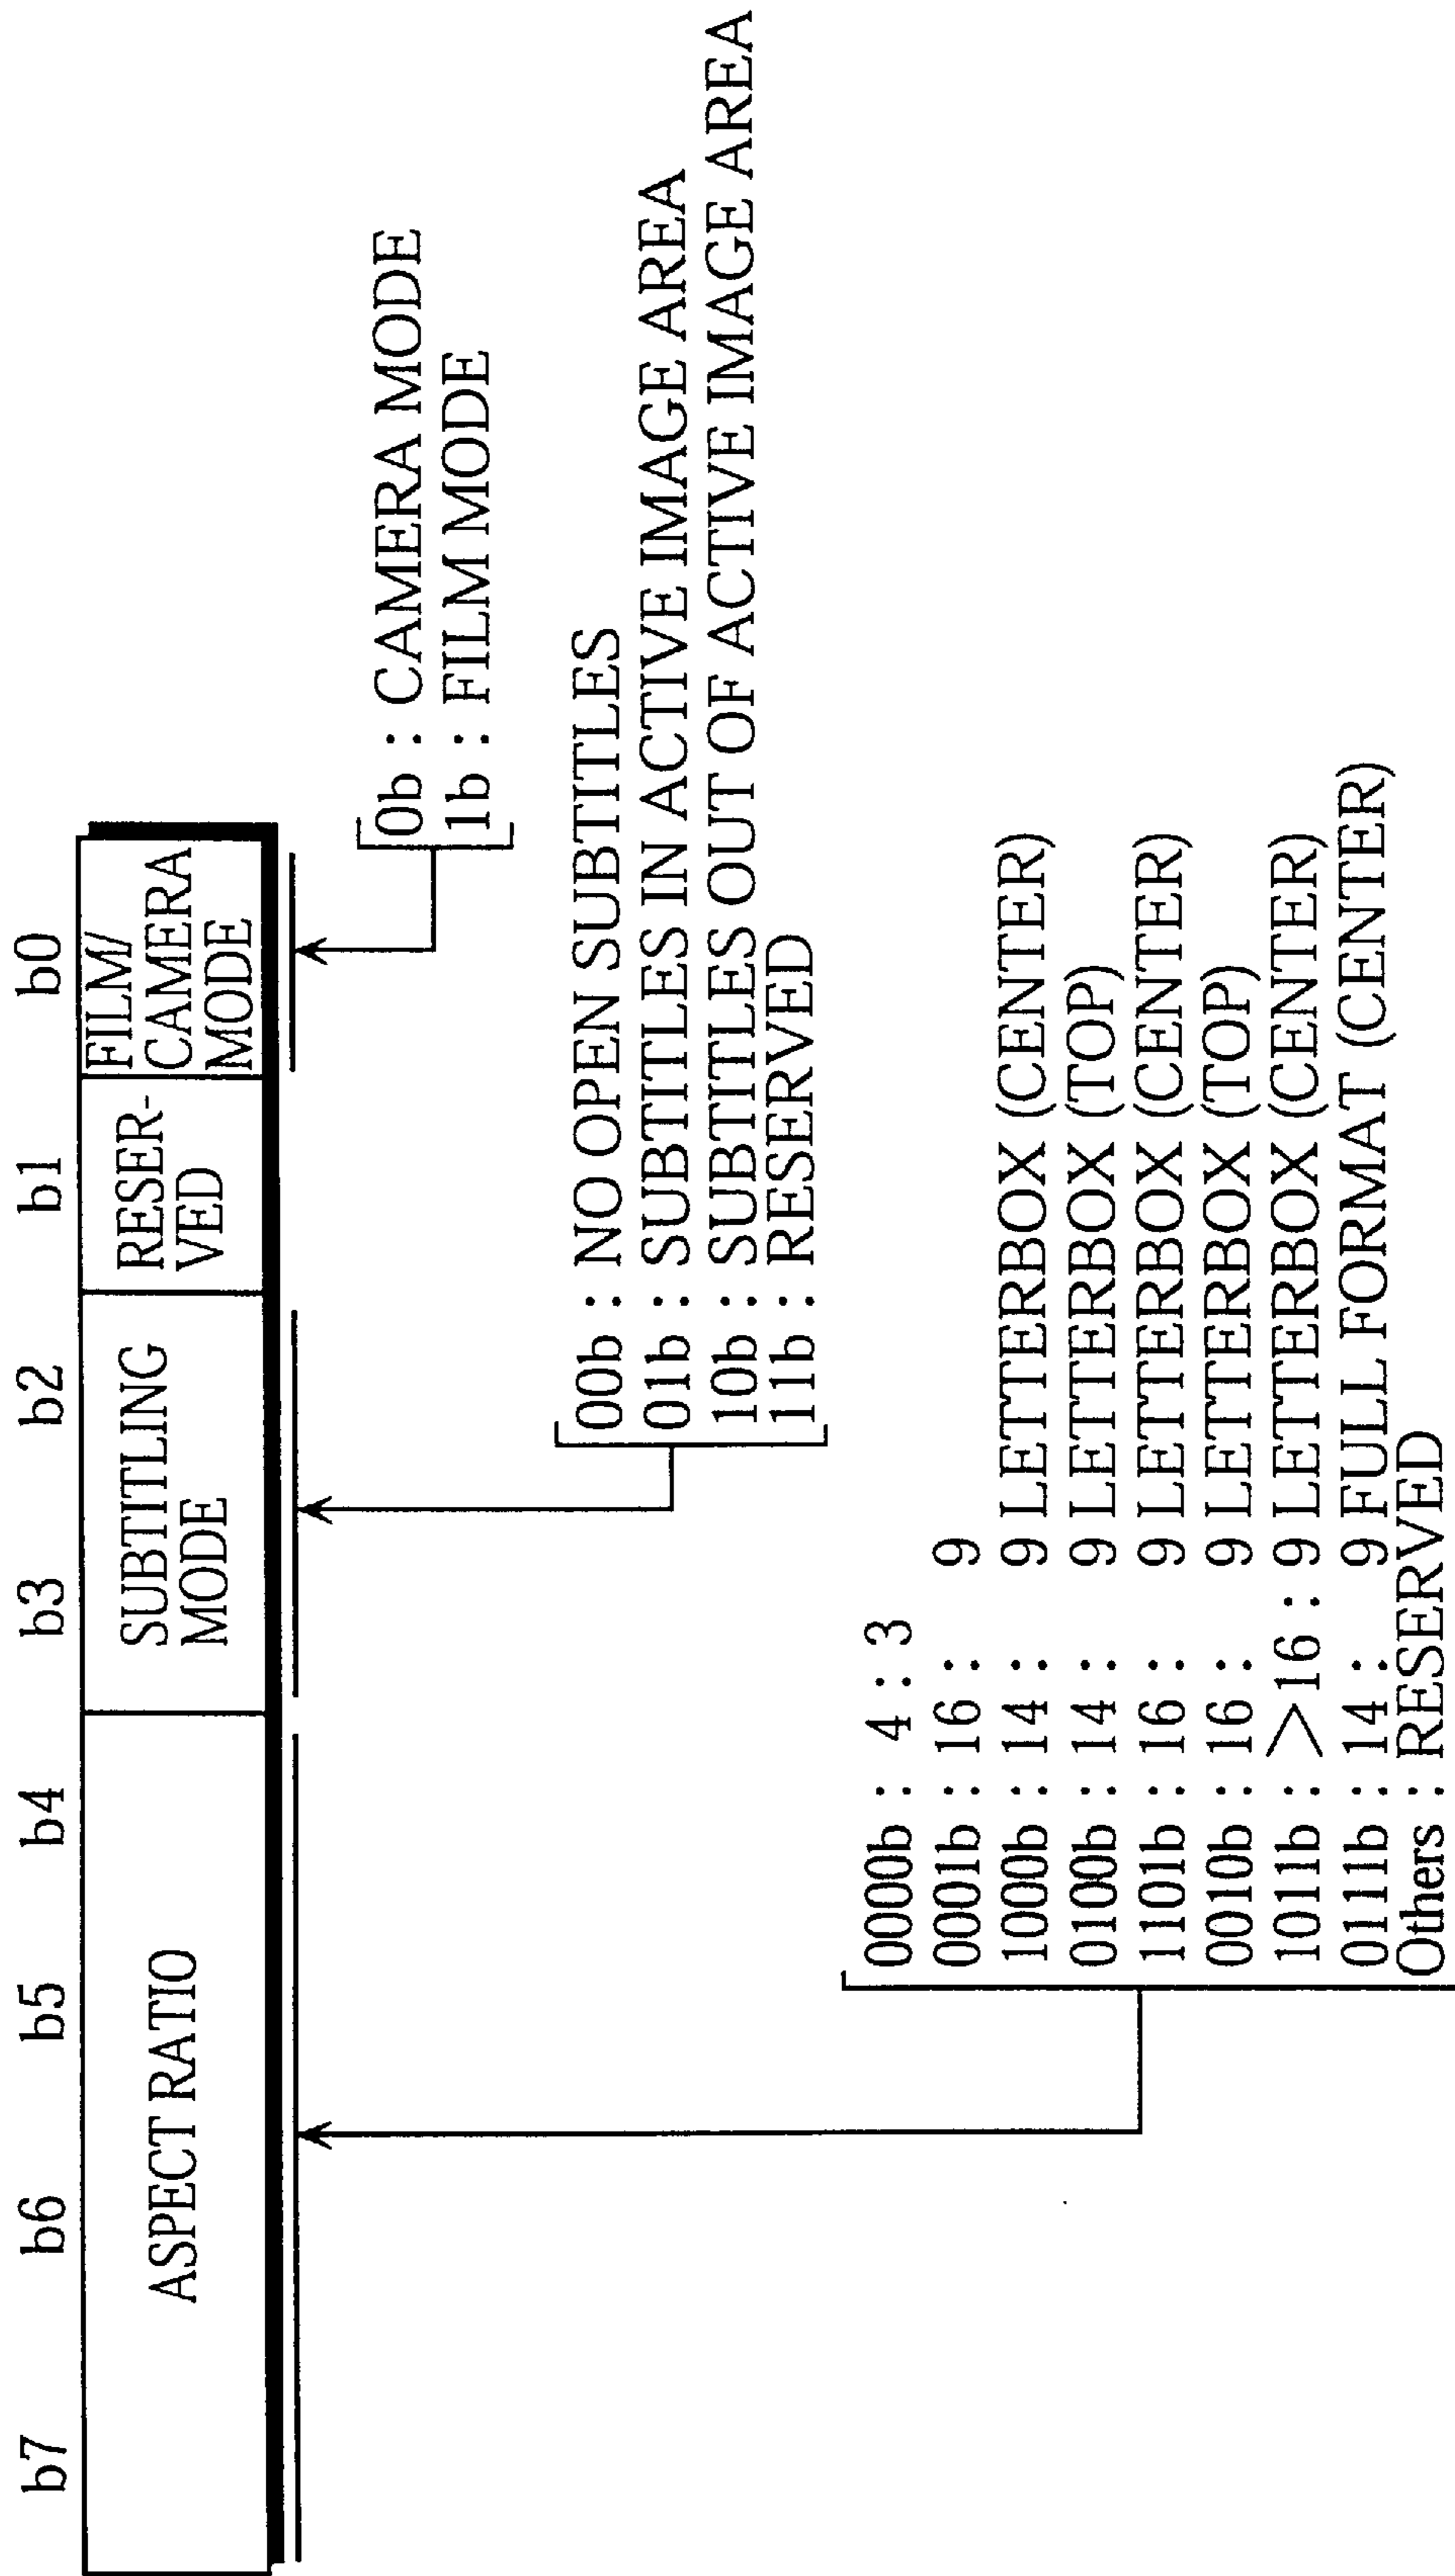 b7 b6 b5 b4 b3 b2 b1 b0
ASPECT RATIO
SUBTITLING
MODE
RESER-
VED
FILM/
CAMERA
MODE
0b : CAMERA MODE
1b : FILM MODE
00b : NO OPEN SUBTITLES
01b : SUBTITLES IN ACTIVE IMAGE AREA
10b : SUBTITLES OUT OF ACTIVE IMAGE AREA
11b : RESERVED
0000b : 4 : 3
0001b : 16 : 9
1000b : 14 : 9 LETTERBOX (CENTER)
0100b : 14 : 9 LETTERBOX (TOP)
1101b : 16 : 9 LETTERBOX (CENTER)
0010b : 16 : 9 LETTERBOX (TOP)
1011b : >16 : 9 LETTERBOX (CENTER)
0111b : 14 : 9 FULL FORMAT (CENTER)
Others : RESERVED